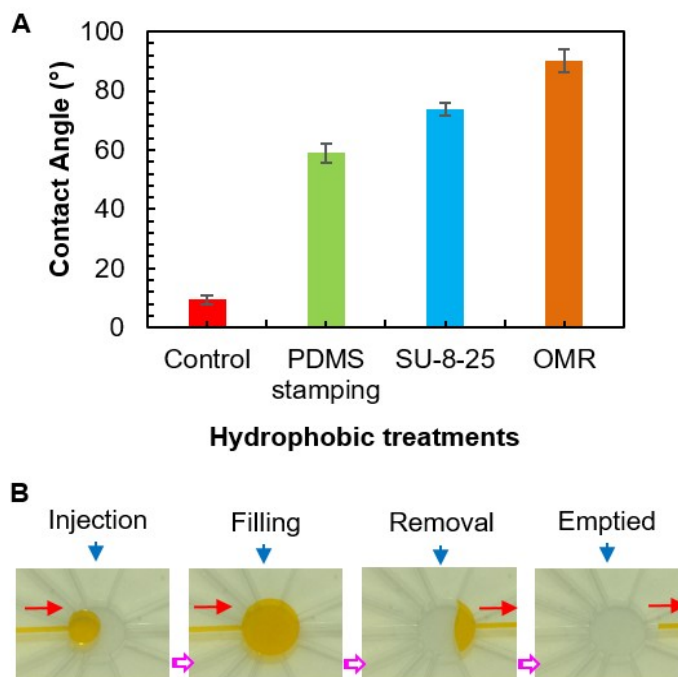 A
Contact Angle (°)
100
80
60
40
20
0
Control
PDMS
stamping
SU-8-25
OMR
Hydrophobic treatments
B
Injection
Filling
Removal
Emptied